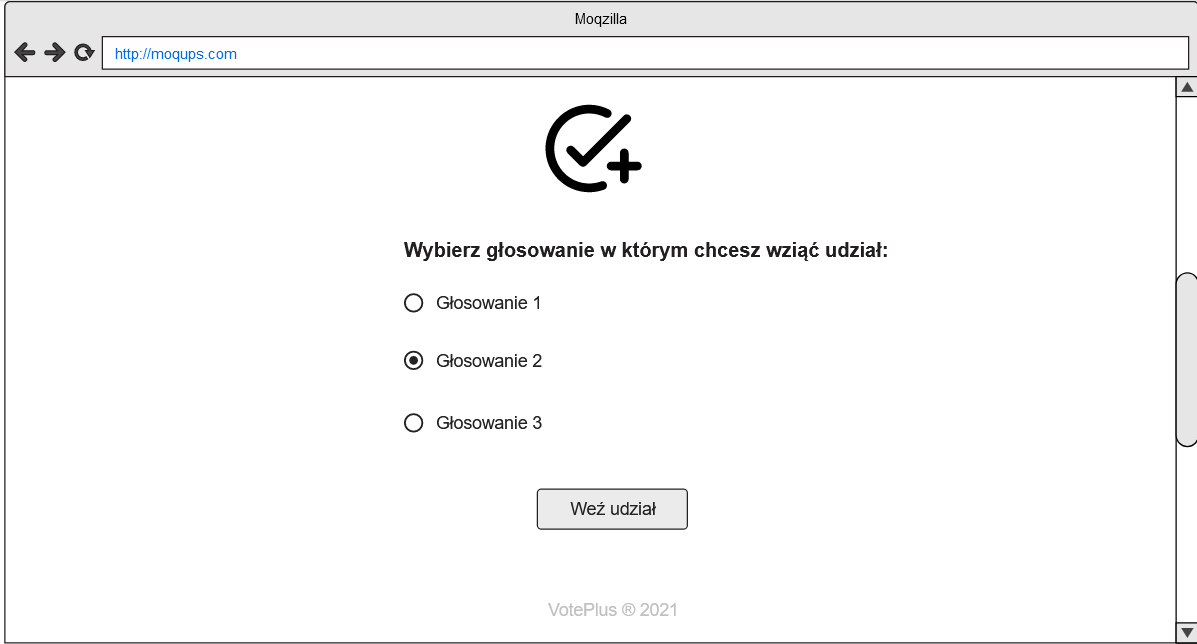 Moqzilla
http://moqups.com
Wybierz głosowanie w którym chcesz wziąć udział:
Głosowanie 1
Głosowanie 2
Głosowanie 3
Weź udział
VotePlus ® 2021